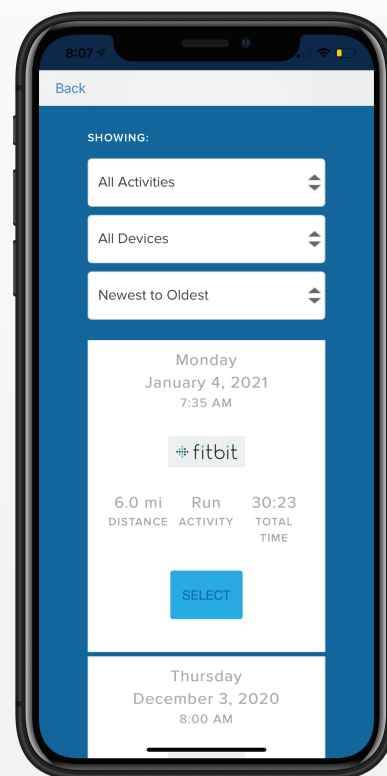 8:07
Back
SHOWING:
All Activities
All Devices
Newest to Oldest
Monday
January 4, 2021
7:35 AM
fitbit
6.0 mi Run 30:23
DISTANCE ACTIVITY TOTAL
TIME
SELECT
Thursday
December 3, 2020
8:00 AM